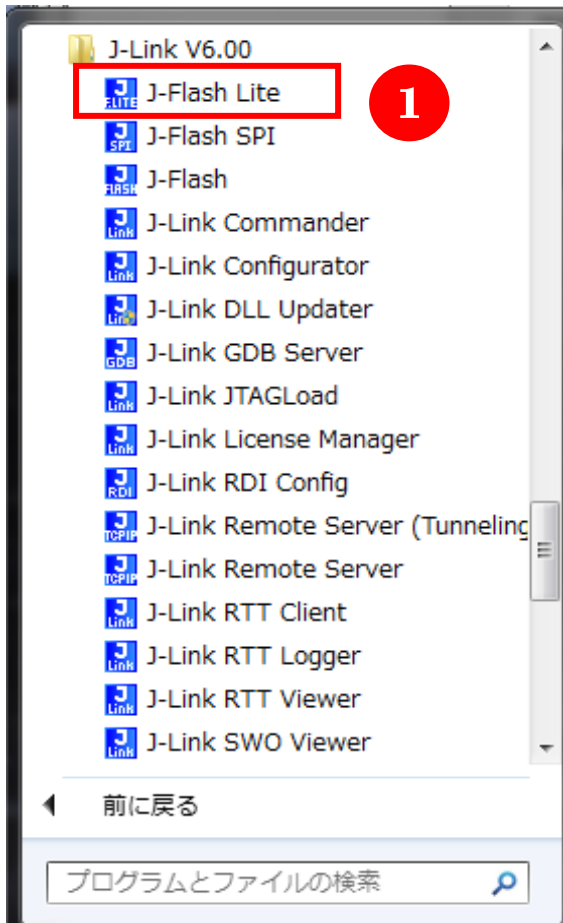 J-Link V6.00
J-Flash Lite
1
J-Flash SPI
J-Flash
J-Link Commander
J-Link Configurator
J-Link DLL Updater
J-Link GDB Server
J-Link JTAGLoad
J-Link License Manager
J-Link RDI Config
J-Link Remote Server (Tunneling
J-Link Remote Server
J-Link RTT Client
J-Link RTT Logger
J-Link RTT Viewer
J-Link SWO Viewer
前に戻る
プログラムとファイルの検索